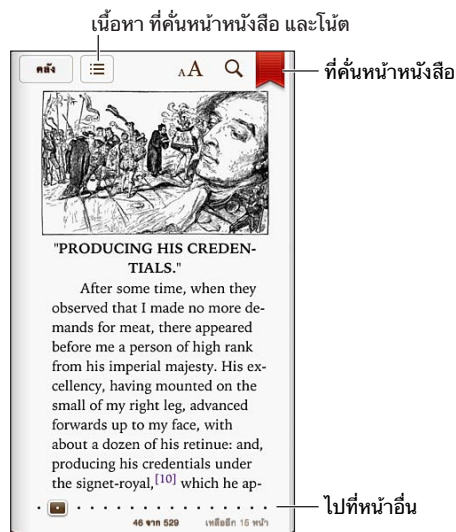 เนื้อหา ที่คั่นหน้าหนังสือ และโน้ต
คลัง
AA
ที่คั่นหน้าหนังสือ
"PRODUCING HIS CREDEN-
TIALS."
After some time, when they
observed that I made no more de-
mands for meat, there appeared
before me a person of high rank
from his imperial majesty. His ex-
cellency, having mounted on the
small of my right leg, advanced
forwards up to my face, with
about a dozen of his retinue: and,
producing his credentials under
the signet-royal,[10] which he ap-
ไปที่หน้าอื่น
46 จาก 529 เหลืออีก 15 หน้า